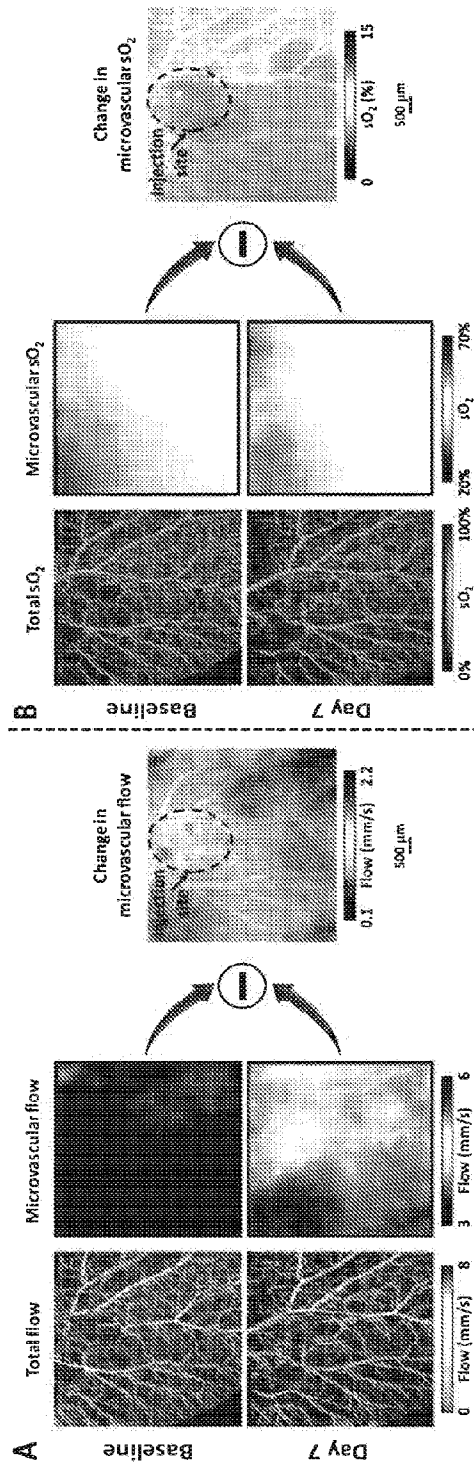 A
Total flow
Microvascular flow
Baseline
Day 7
0
8
Flow (mm/s)
3
6
Flow (mm/s)
Change in
microvascular flow
Injection
site
0.1
2.2
Flow (mm/s)
500 µm
B
Total sO₂
Microvascular sO₂
Baseline
Day 7
0%
100%
sO₂
20%
70%
sO₂
Change in
microvascular sO₂
Injection
site
0
15
sO₂ (%)
500 µm